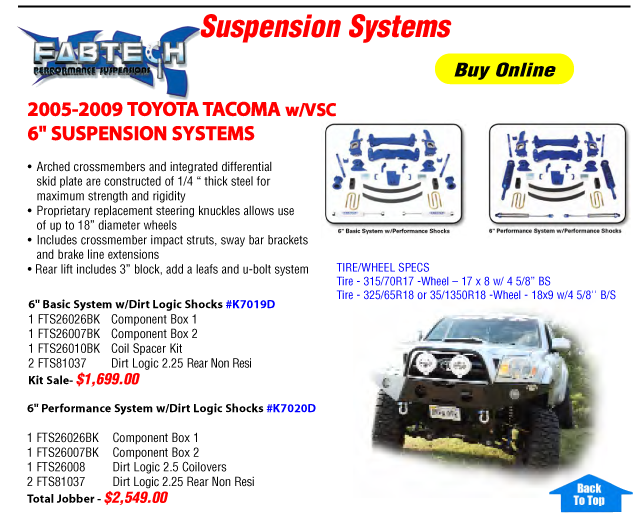 Suspension Systems
FABTECH
PERFORMANCE SUSPENSIONS
Buy Online
2005-2009 TOYOTA TACOMA w/VSC
6" SUSPENSION SYSTEMS
• Arched crossmembers and integrated differential
skid plate are constructed of 1/4 “ thick steel for
maximum strength and rigidity
• Proprietary replacement steering knuckles allows use
of up to 18” diameter wheels
• Includes crossmember impact struts, sway bar brackets
and brake line extensions
• Rear lift includes 3” block, add a leafs and u-bolt system
6" Basic System w/Performance Shocks
6" Performance System w/Performance Shocks
TIRE/WHEEL SPECS
Tire - 315/70R17 -Wheel – 17 x 8 w/ 4 5/8” BS
Tire - 325/65R18 or 35/1350R18 -Wheel - 18x9 w/4 5/8'' B/S
6" Basic System w/Dirt Logic Shocks #K7019D
1 FTS26026BK Component Box 1
1 FTS26007BK Component Box 2
1 FTS26010BK Coil Spacer Kit
2 FTS81037 Dirt Logic 2.25 Rear Non Resi
Kit Sale- $1,699.00
6" Performance System w/Dirt Logic Shocks #K7020D
1 FTS26026BK Component Box 1
1 FTS26007BK Component Box 2
1 FTS26008 Dirt Logic 2.5 Coilovers
2 FTS81037 Dirt Logic 2.25 Rear Non Resi
Total Jobber - $2,549.00
Back
To Top